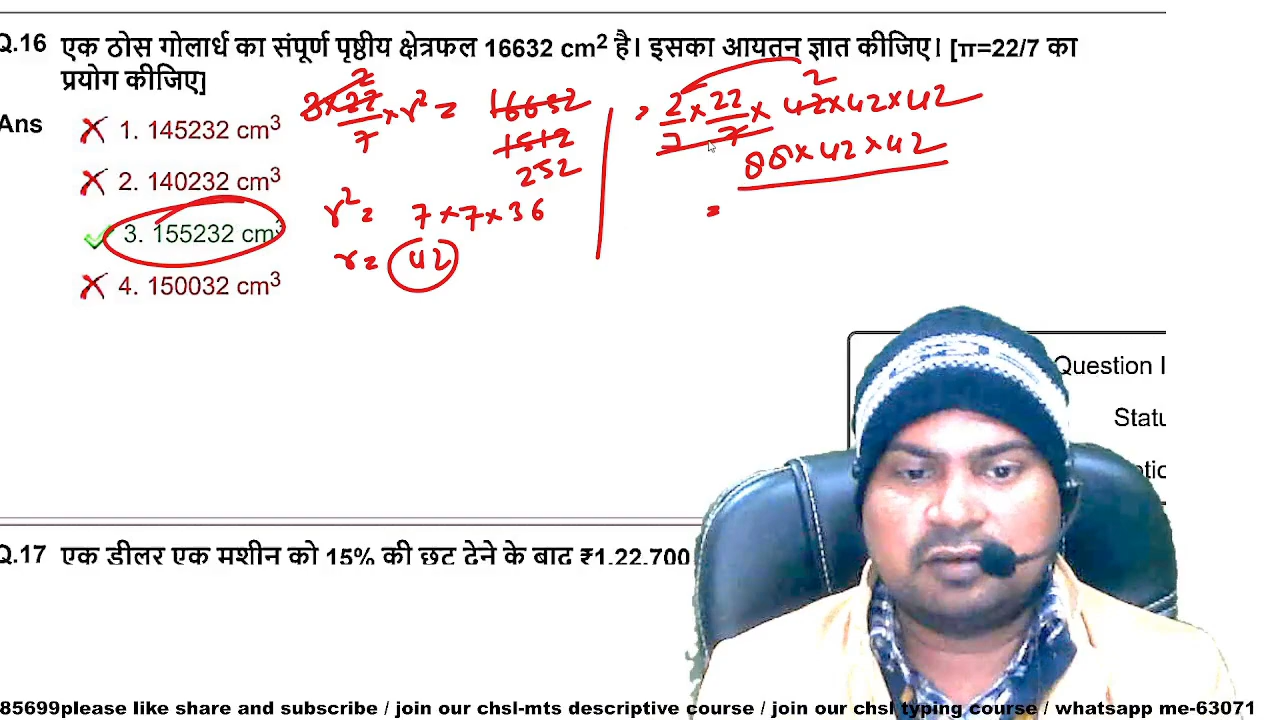 Q.16 एक ठोस गोलार्ध का संपूर्ण पृष्ठीय क्षेत्रफल 16632 cm² है। इसका आयतन ज्ञात कीजिए। [π=22/7 का
प्रयोग कीजिए]
Ans
1. 145232 cm³
2. 140232 cm³
3. 155232 cm³
4. 150032 cm³
2
3×22/7 × r² =
1512
252
r² = 7×7×36
r = 42
2
2/3 × 22/7 × 42×42×42
88×42×42
=
Question I
Statu
Q.17 एक डीलर एक मशीन को 15% की छूट देने के बाद ₹1,22,700
85699please like share and subscribe / join our chsl-mts descriptive course / join our chsl typing course / whatsapp me-63071